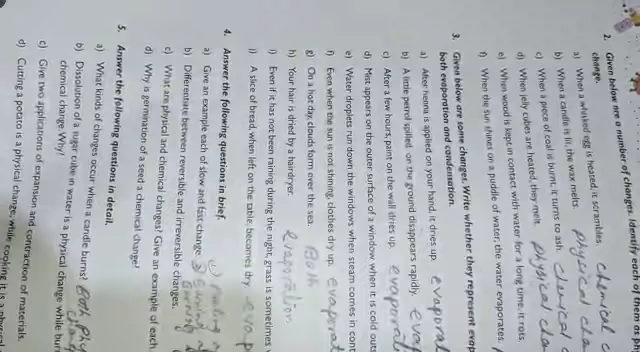 2. Given below are a number of changes. Identify each of them as
change.
a) When a whisked egg is heated, it scrambles. chemical
b) When a candle is lit, the wax melts. physical
c) When a piece of coal is burnt, it turns to ash. chemical
d) When jelly cubes are heated, they melt. physical
e) When wood is kept in contact with water for a long time, it rots.
f) When the sun shines on a puddle of water, the water evaporates.
3. Given below are some changes. Write whether they represent evap
both evaporation and condensation.
a) After henna is applied on your hand, it dries up. evaporat
b) A little petrol spilled on the ground disappears rapidly. evap
c) After a few hours, paint on the wall dries up. evaporati
d) Mist appears on the outer surface of a window when it is cold outs
e) Water droplets run down the windows when steam comes in cont
f) Even when the sun is not shining, clothes dry up. evaporat
g) On a hot day, clouds form over the sea. Both
h) Your hair is dried by a hairdryer. evaporation
i) Even if it has not been raining during the night, grass is sometimes
j) A slice of bread, when left on the table, becomes dry. evap
4. Answer the following questions in brief.
a) Give an example each of slow and fast change.
b) Differentiate between reversible and irreversible changes.
c) What are physical and chemical changes? Give an example of each
d) Why is germination of a seed a chemical change?
5. Answer the following questions in detail.
a) What kinds of changes occur when a candle burns? Both phy
b) Dissolution of a sugar cube in water is a physical change while bur
chemical change. Why?
c) Give two applications of expansion and contraction of materials.
d) Cutting a potato is a physical change, while cooking it is a physical